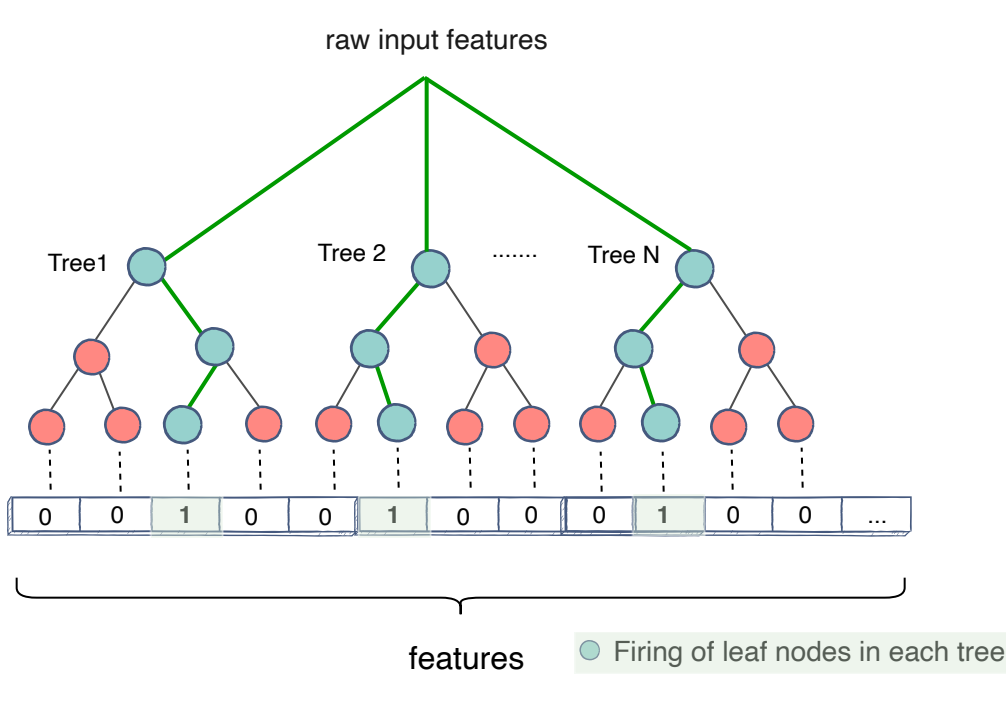 raw input features
Tree1 Tree 2 ....... Tree N
0 0 1 0 0 1 0 0 0 1 0 0 ...
features
Firing of leaf nodes in each tree